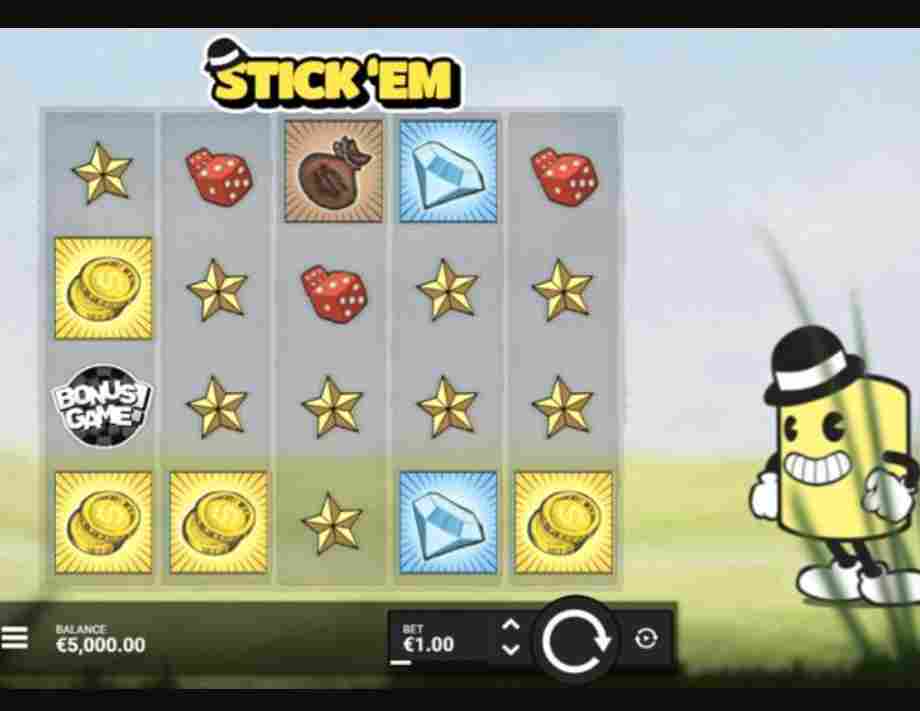 STICK 'EM
BONUS
GAME
BALANCE
€5,000.00
BET
€1.00